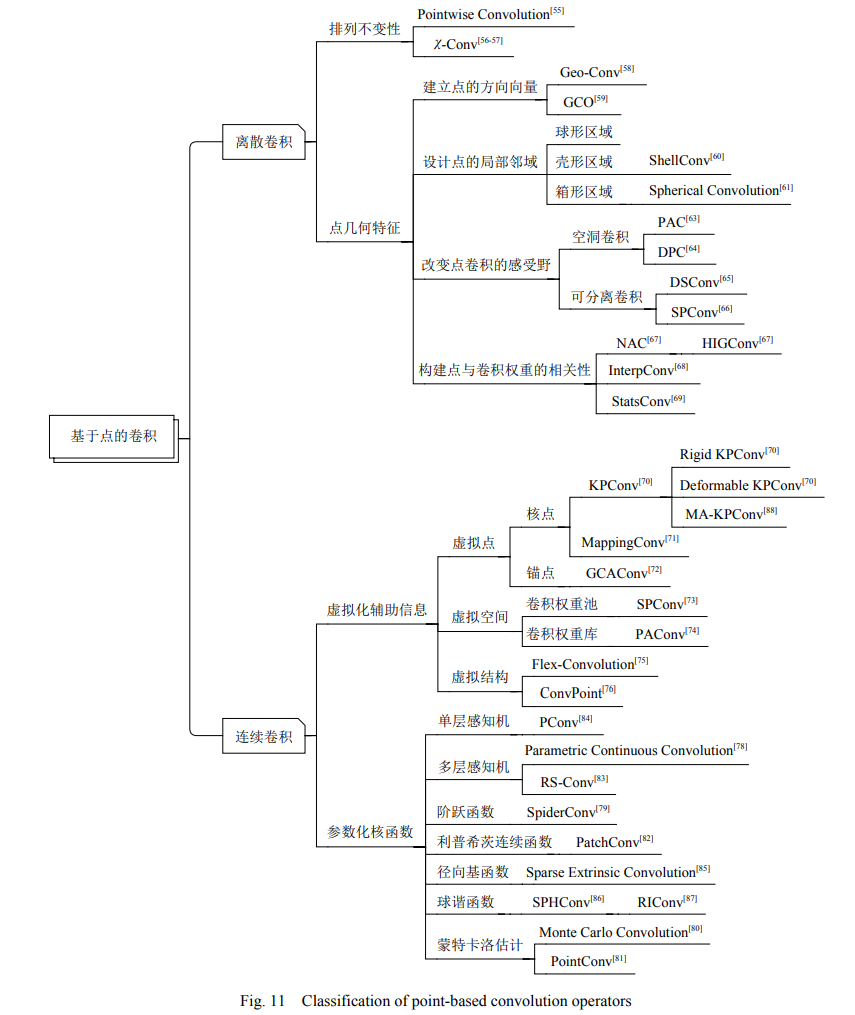 排列不变性
Pointwise Convolution[55]
χ-Conv[56-57]
离散卷积
建立点的方向向量
Geo-Conv[58]
GCO[59]
设计点的局部邻域
球形区域
壳形区域 ShellConv[60]
箱形区域 Spherical Convolution[61]
点几何特征
改变点卷积的感受野
空洞卷积
PAC[63]
DPC[64]
可分离卷积
DSConv[65]
SPConv[66]
构建点与卷积权重的相关性
NAC[67] HIGConv[67]
InterpConv[68]
StatsConv[69]
基于点的卷积
虚拟化辅助信息
虚拟点
核点
KPConv[70]
Rigid KPConv[70]
Deformable KPConv[70]
MA-KPConv[88]
MappingConv[71]
锚点 GCAConv[72]
虚拟空间
卷积权重池 SPConv[73]
卷积权重库 PAConv[74]
虚拟结构
Flex-Convolution[75]
ConvPoint[76]
连续卷积
参数化核函数
单层感知机 PConv[84]
多层感知机
Parametric Continuous Convolution[78]
RS-Conv[83]
阶跃函数 SpiderConv[79]
利普希茨连续函数 PatchConv[82]
径向基函数 Sparse Extrinsic Convolution[85]
球谐函数 SPHConv[86] RIConv[87]
蒙特卡洛估计
Monte Carlo Convolution[80]
PointConv[81]
Fig. 11 Classification of point-based convolution operators